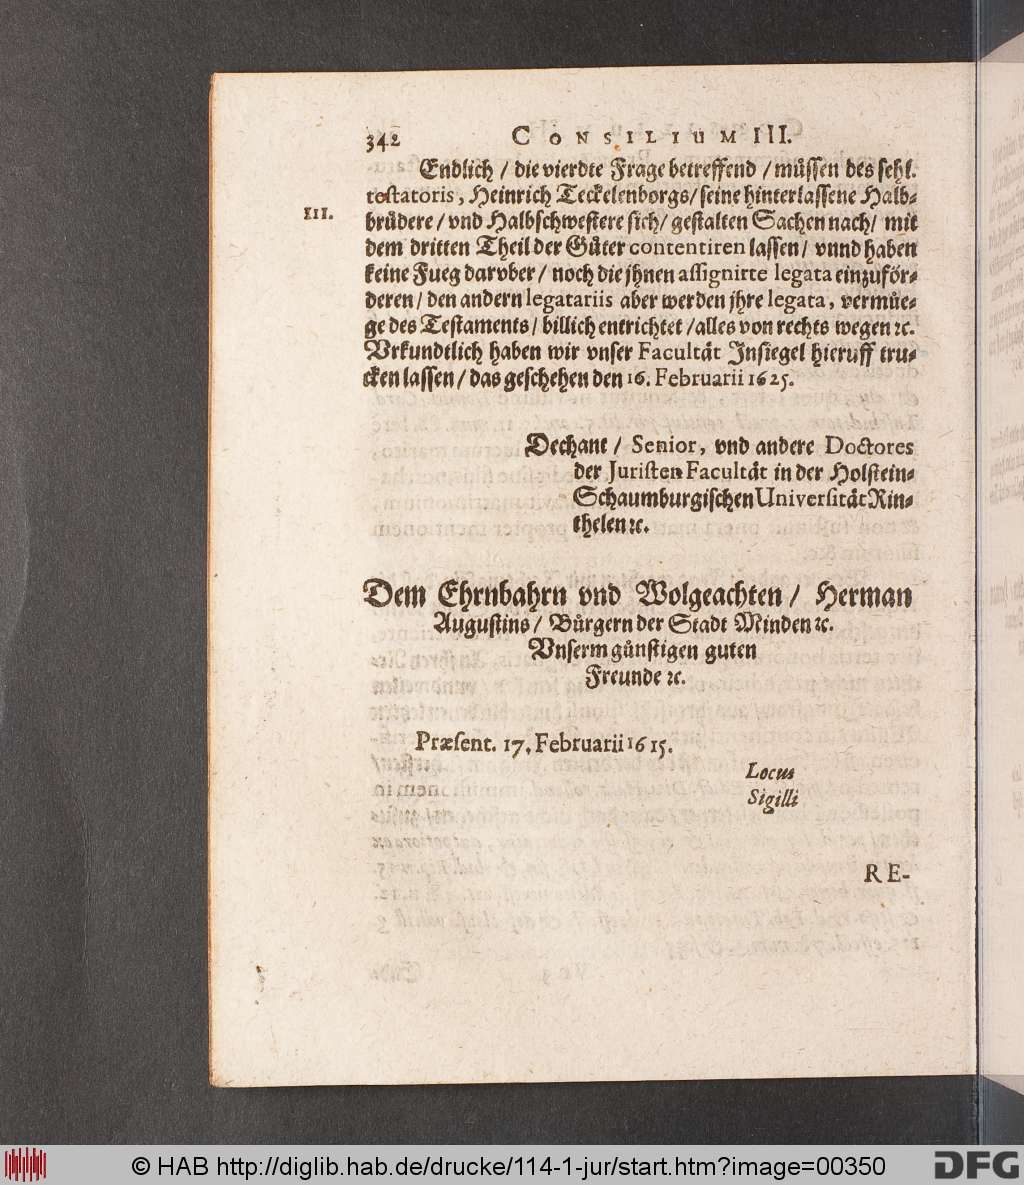 342 CONSILIUM III.
Endlich / die vierdte Frage betreffend / müssen des sehl.
testatoris, Heinrich Teckelenborgs / seine hinterlassene Halb-
III.
brüdere / vnd Halbschwestere sich / gestalten Sachen nach / mit
dem dritten Theil der Güter contentiren lassen / vnnd haben
keine Fueg darvber / noch die jhnen assignirte legata einzuför-
deren / den andern legatariis aber werden jhre legata, vermüe-
ge des Testaments / billich entrichtet / alles von rechts wegen ꝛc.
Vrkundtlich haben wir vnser Facultät Insiegel hieruff tru-
cken lassen / das geschehen den 16. Februarii 1625.
Dechant / Senior, vnd andere Doctores
der Juristen Facultät in der Holstein-
Schaumburgischen Universität Rin-
thelen ꝛc.
Dem Ehrnbahrn vnd Wolgeachten / Herman
Augustins / Bürgern der Stadt Minden ꝛc.
Vnserm günstigen guten
Freunde ꝛc.
Præsent. 17. Februarii 1615.
Locus
Sigilli
RE-
© HAB http://diglib.hab.de/drucke/114-1-jur/start.htm?image=00350
DFG